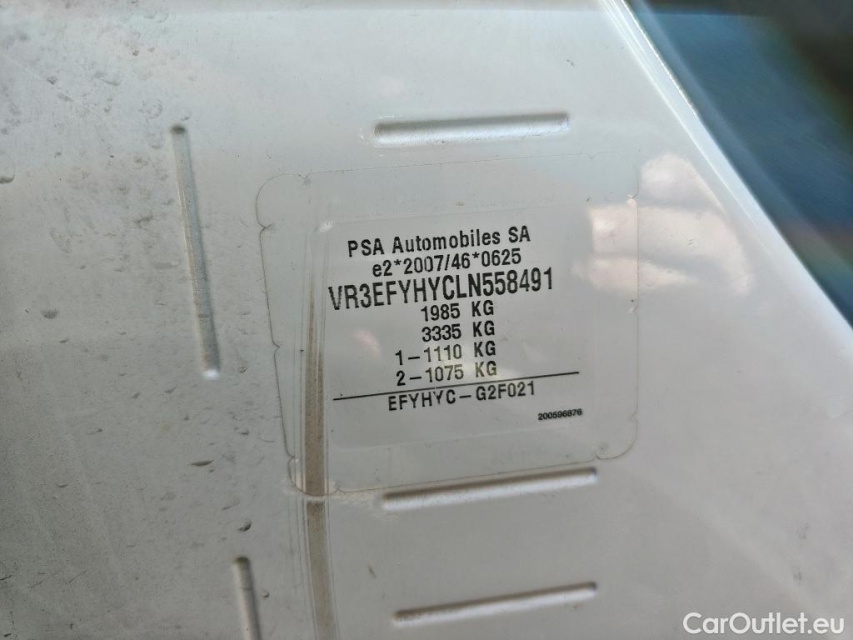 PSA Automobiles SA
e2*2007/46*0625
VR3EFYHYCLN558491
1985 KG
3335 KG
1-1110 KG
2-1075 KG
EFYHYC-G2F021
200596876
CarOutlet.eu